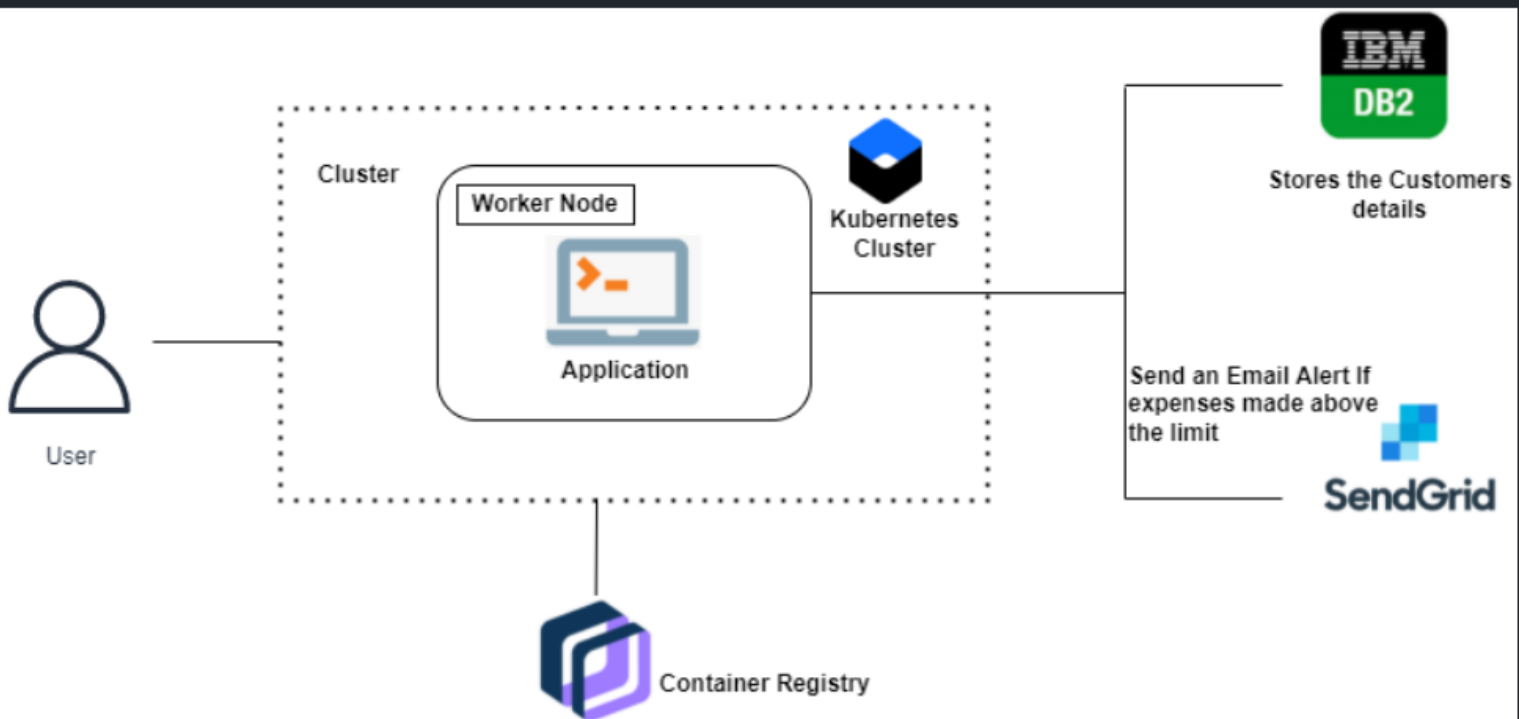 IBM
DB2
Stores the Customers
details
Cluster
Worker Node
Kubernetes
Cluster
Application
User
Send an Email Alert If
expenses made above
the limit
SendGrid
Container Registry